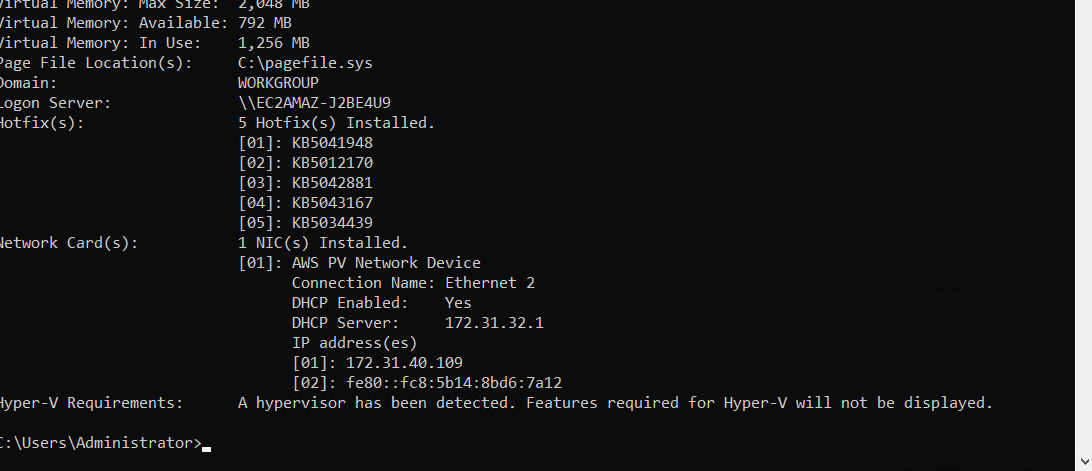 Virtual Memory: Max Size:  2,048 MB
Virtual Memory: Available: 792 MB
Virtual Memory: In Use:    1,256 MB
Page File Location(s):     C:\pagefile.sys
Domain:                    WORKGROUP
Logon Server:              \\EC2AMAZ-J2BE4U9
Hotfix(s):                 5 Hotfix(s) Installed.
                           [01]: KB5041948
                           [02]: KB5012170
                           [03]: KB5042881
                           [04]: KB5043167
                           [05]: KB5034439
Network Card(s):           1 NIC(s) Installed.
                           [01]: AWS PV Network Device
                                 Connection Name: Ethernet 2
                                 DHCP Enabled:    Yes
                                 DHCP Server:     172.31.32.1
                                 IP address(es)
                                 [01]: 172.31.40.109
                                 [02]: fe80::fc8:5b14:8bd6:7a12
Hyper-V Requirements:      A hypervisor has been detected. Features required for Hyper-V will not be displayed.
C:\Users\Administrator>